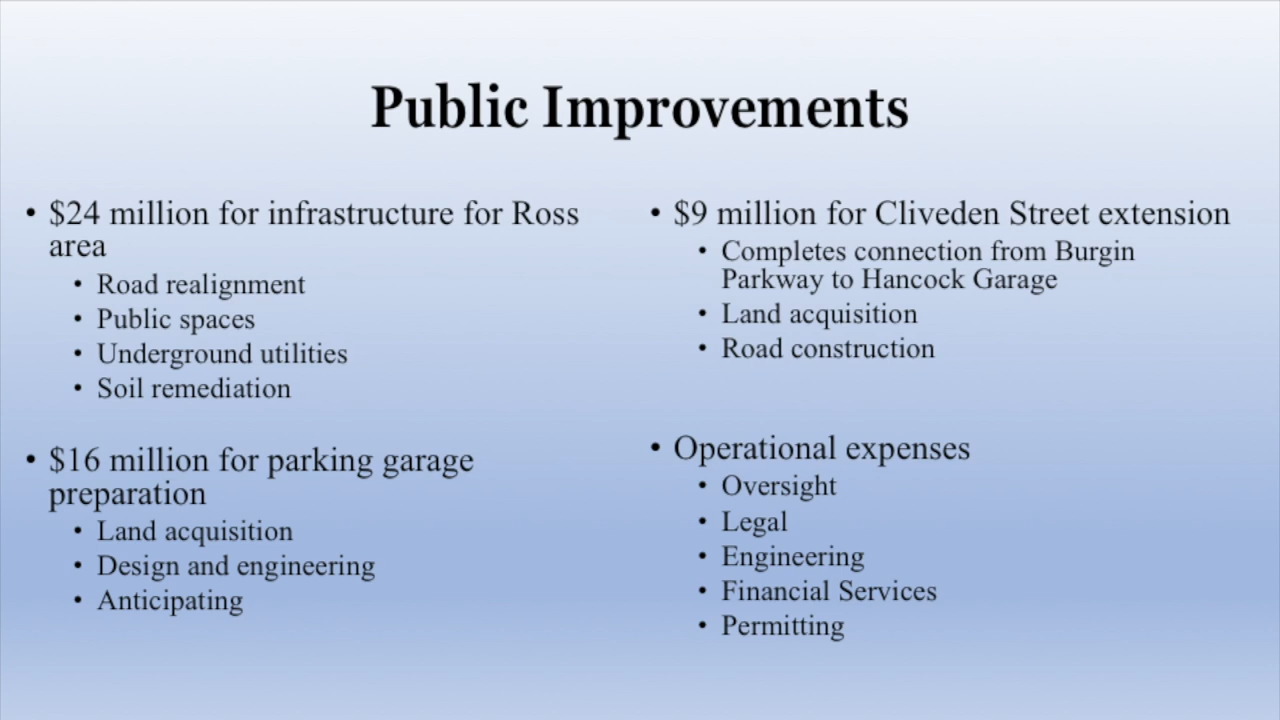 Public Improvements
• $24 million for infrastructure for Ross
area
• Road realignment
• Public spaces
• Underground utilities
• Soil remediation
• $16 million for parking garage
preparation
• Land acquisition
• Design and engineering
• Anticipating
• $9 million for Cliveden Street extension
• Completes connection from Burgin
Parkway to Hancock Garage
• Land acquisition
• Road construction
• Operational expenses
• Oversight
• Legal
• Engineering
• Financial Services
• Permitting